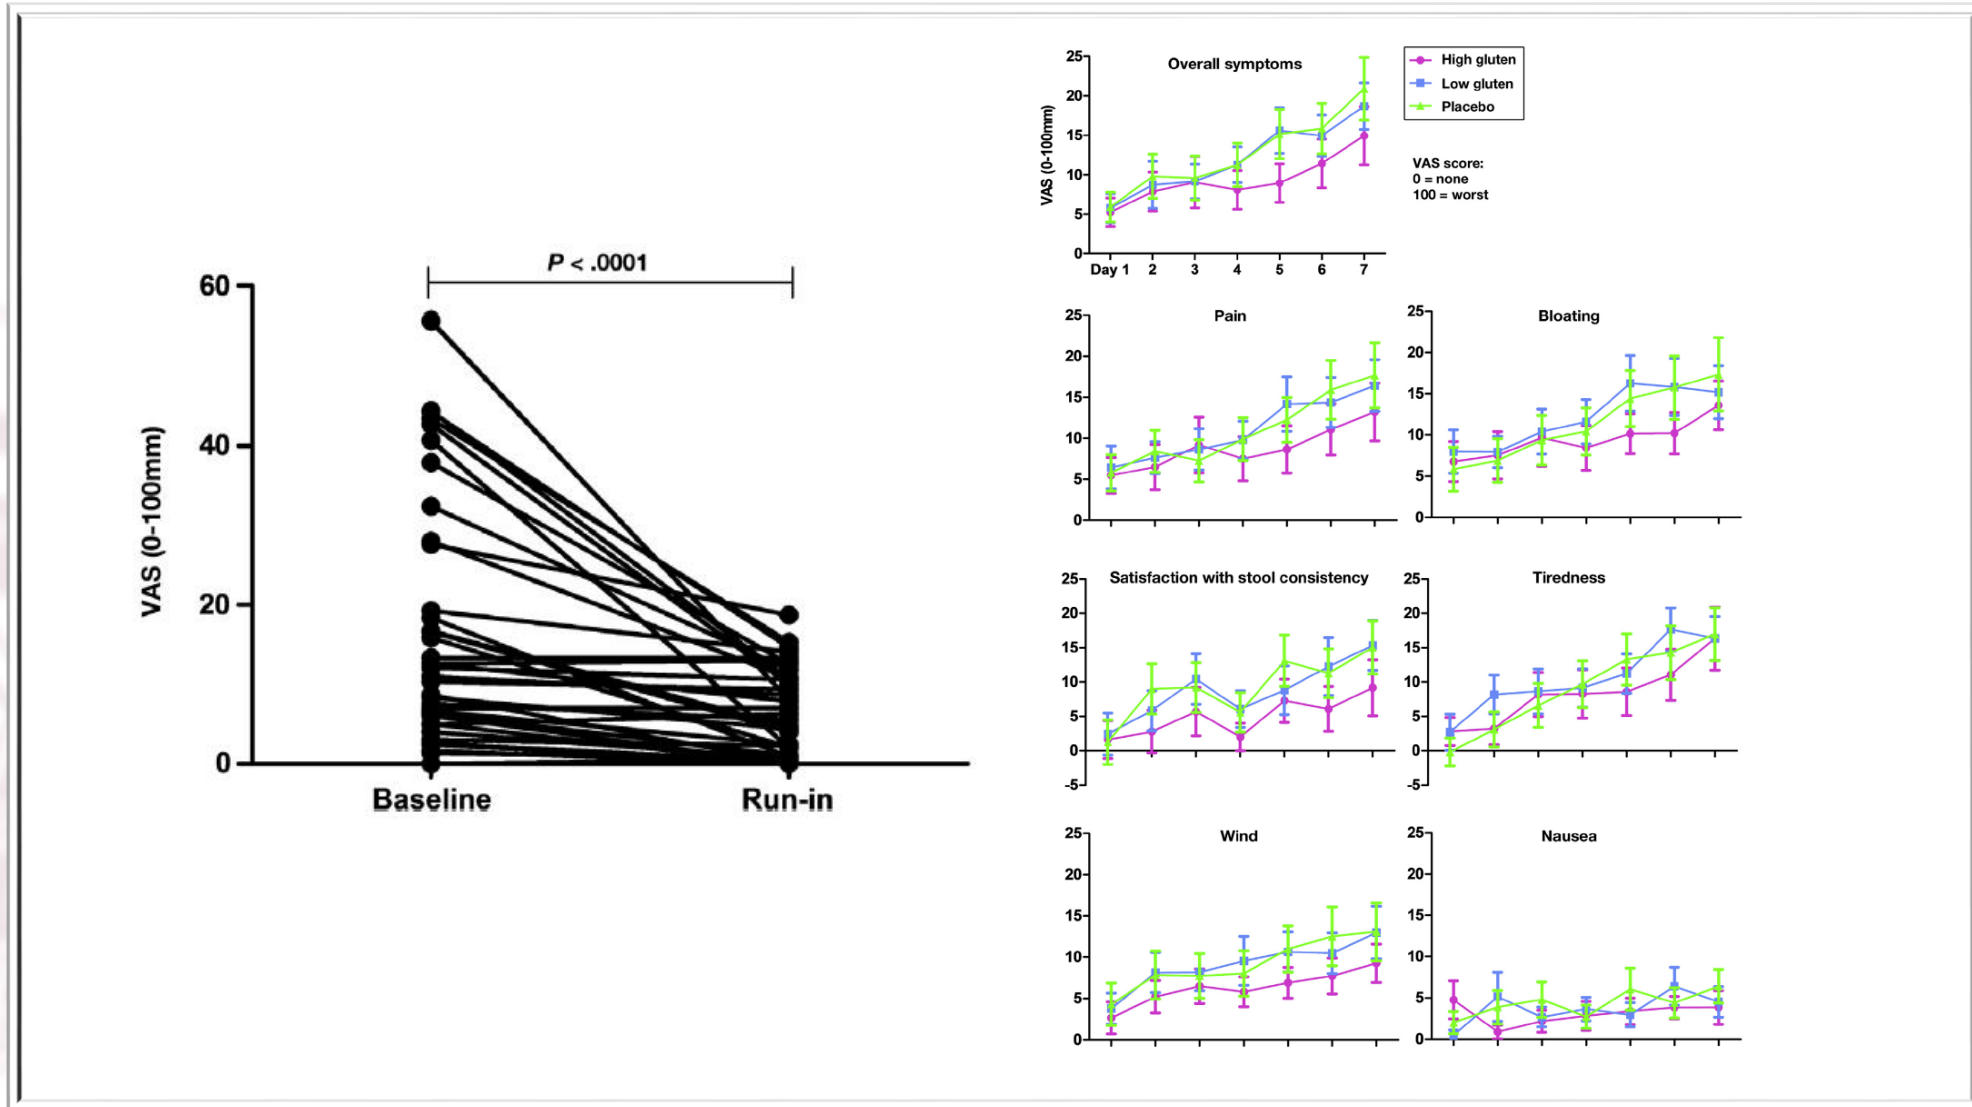 P < .0001
VAS (0-100mm)
60
40
20
0
Baseline
Run-in
Overall symptoms
VAS (0-100mm)
25
20
15
10
5
0
Day 1
2
3
4
5
6
7
High gluten
Low gluten
Placebo
VAS score:
0 = none
100 = worst
Pain
25
20
15
10
5
0
Bloating
25
20
15
10
5
0
Satisfaction with stool consistency
25
20
15
10
5
0
-5
Tiredness
25
20
15
10
5
0
-5
Wind
25
20
15
10
5
0
Nausea
25
20
15
10
5
0